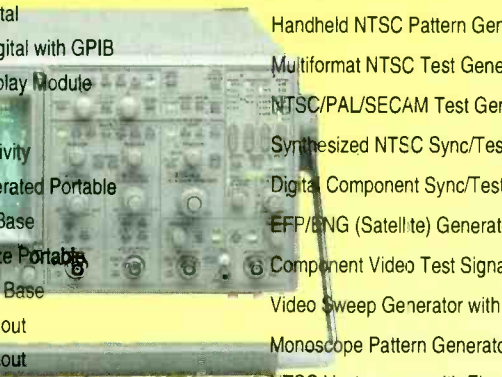 tal
gital with GPIB
play Module
ivity
erated Portable
Base
ze Portable
Base
out
out
Handheld NTSC Pattern Gen
Multiformat NTSC Test Gene
NTSC/PAL/SECAM Test Gen
Synthesized NTSC Sync/Tes
Digital Component Sync/Test
EFP/ENG (Satellite) Generat
Component Video Test Signa
Video Sweep Generator with
Monoscope Pattern Generato